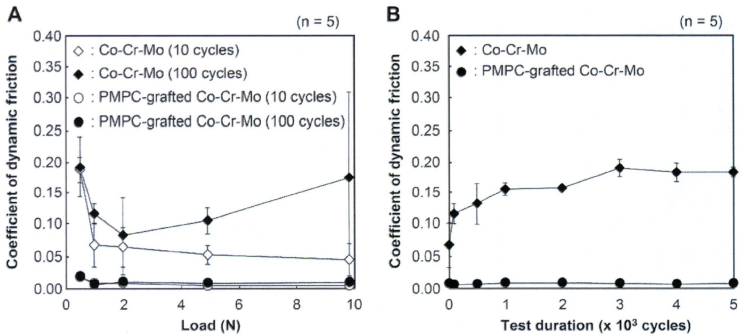 A
(n = 5)
Coefficient of dynamic friction
0.40
0.35
0.30
0.25
0.20
0.15
0.10
0.05
0.00
◇ : Co-Cr-Mo (10 cycles)
◆ : Co-Cr-Mo (100 cycles)
○ : PMPC-grafted Co-Cr-Mo (10 cycles)
● : PMPC-grafted Co-Cr-Mo (100 cycles)
0 2 4 6 8 10
Load (N)
B
(n = 5)
Coefficient of dynamic friction
0.40
0.35
0.30
0.25
0.20
0.15
0.10
0.05
0.00
◆ : Co-Cr-Mo
● : PMPC-grafted Co-Cr-Mo
0 1 2 3 4 5
Test duration (x 10³ cycles)